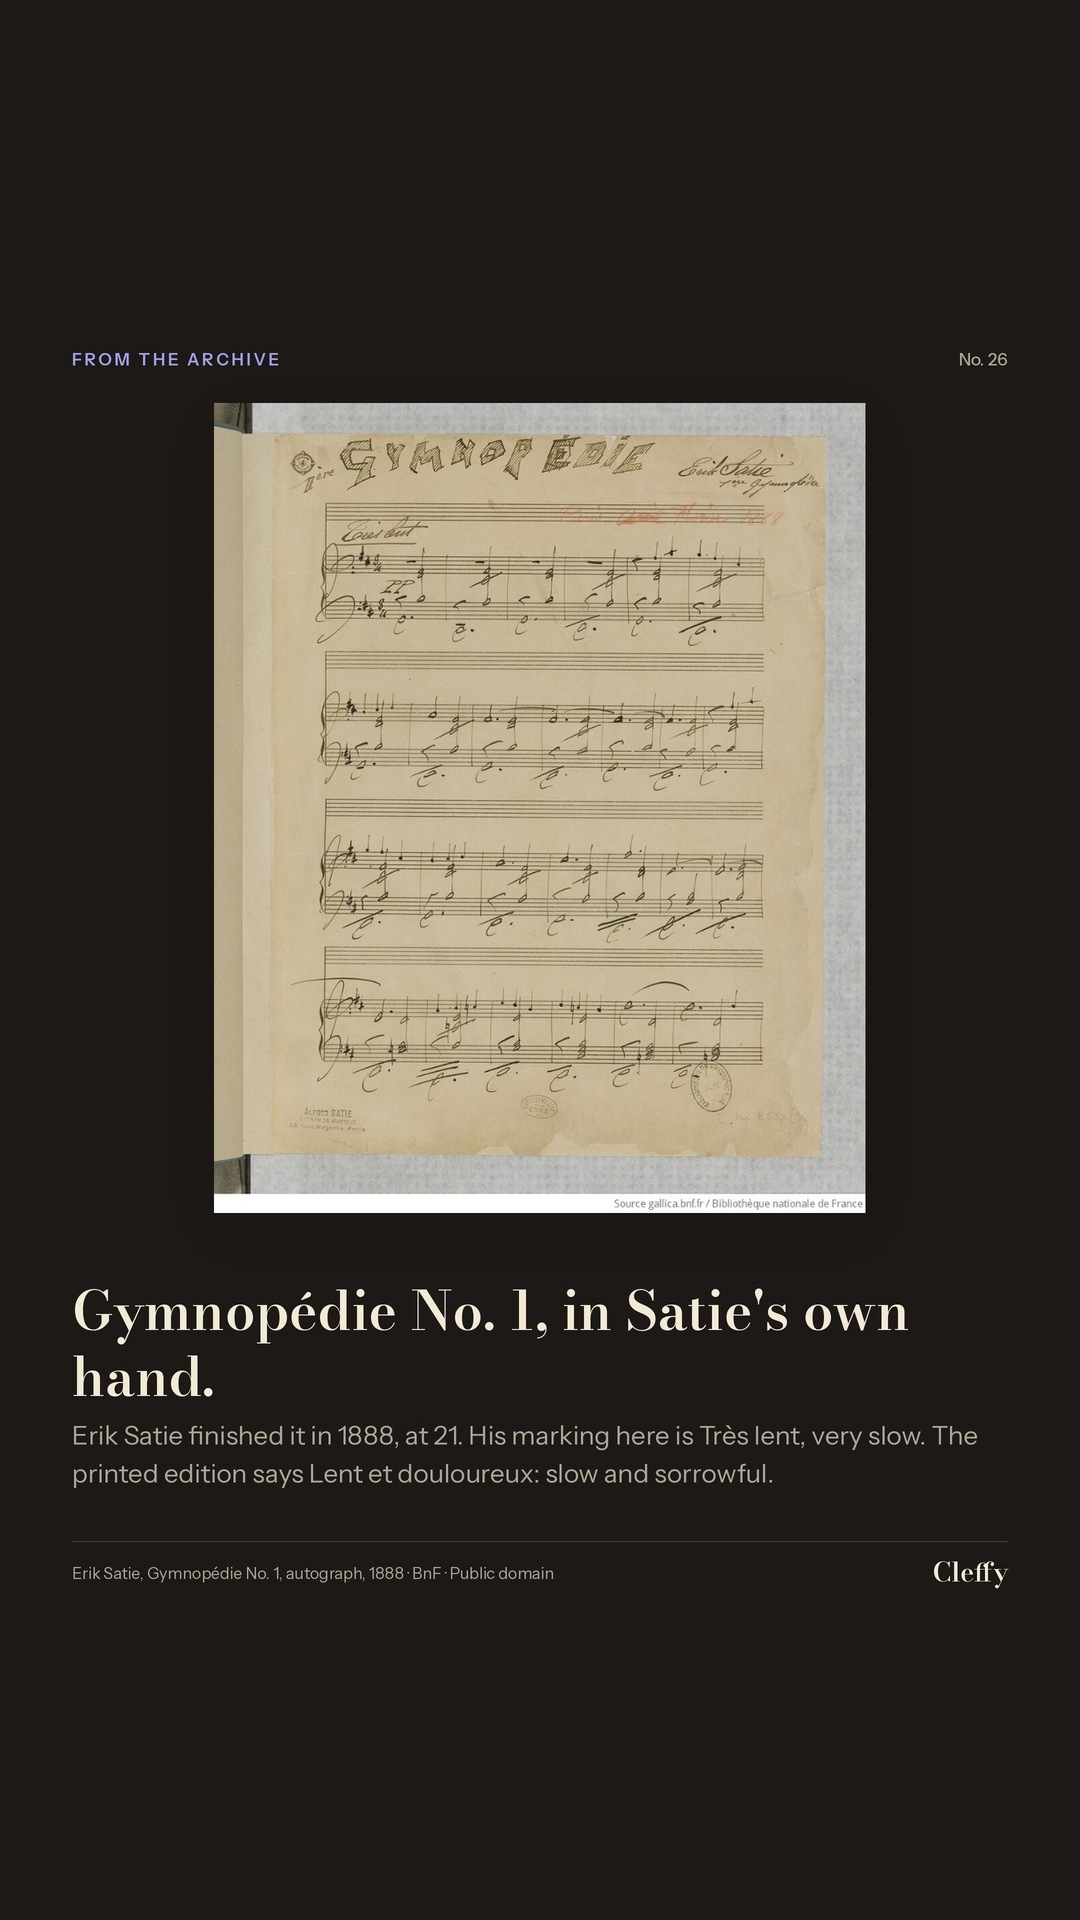 FROM THE ARCHIVE
No. 26
1ère GYMNOPÉDIE
Erik Satie
1ère Gymnopédie
Très lent
PP
ALFRED SATIE
Source gallica.bnf.fr / Bibliothèque nationale de France
Gymnopédie No. 1, in Satie's own
hand.
Erik Satie finished it in 1888, at 21. His marking here is Très lent, very slow. The
printed edition says Lent et douloureux: slow and sorrowful.
Erik Satie, Gymnopédie No. 1, autograph, 1888 · BnF · Public domain
Cleffy